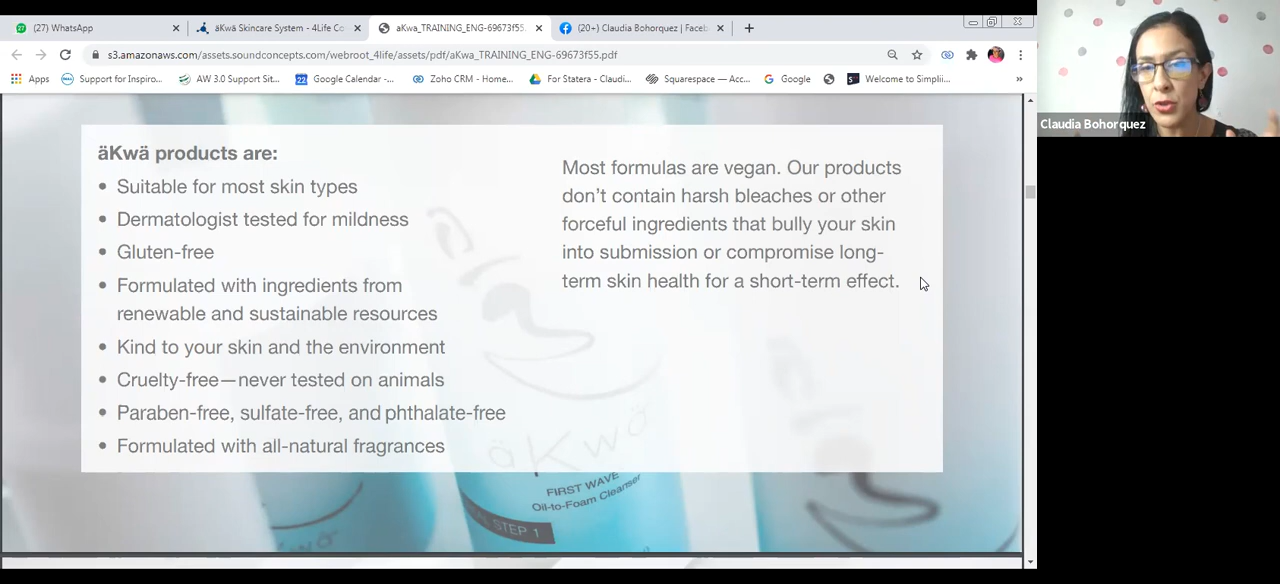 (27) WhatsApp
äKwä Skincare System - 4Life Co
aKwa_TRAINING_ENG-69673f55.
(20+) Claudia Bohorquez | Faceb
s3.amazonaws.com/assets.soundconcepts.com/webroot_4life/assets/pdf/aKwa_TRAINING_ENG-69673f55.pdf
Apps
Support for Inspiro...
AW 3.0 Support Sit...
22
Google Calendar -...
Zoho CRM - Home...
For Statera - Claudi...
Squarespace — Acc...
Google
Welcome to Simplii...
»
Claudia Bohorquez
äKwä products are:
• Suitable for most skin types
• Dermatologist tested for mildness
• Gluten-free
• Formulated with ingredients from
renewable and sustainable resources
• Kind to your skin and the environment
• Cruelty-free—never tested on animals
• Paraben-free, sulfate-free, and phthalate-free
• Formulated with all-natural fragrances
Most formulas are vegan. Our products
don't contain harsh bleaches or other
forceful ingredients that bully your skin
into submission or compromise long-
term skin health for a short-term effect.
äKwä
FIRST WAVE
Oil-to-Foam Cleanser
STEP 1